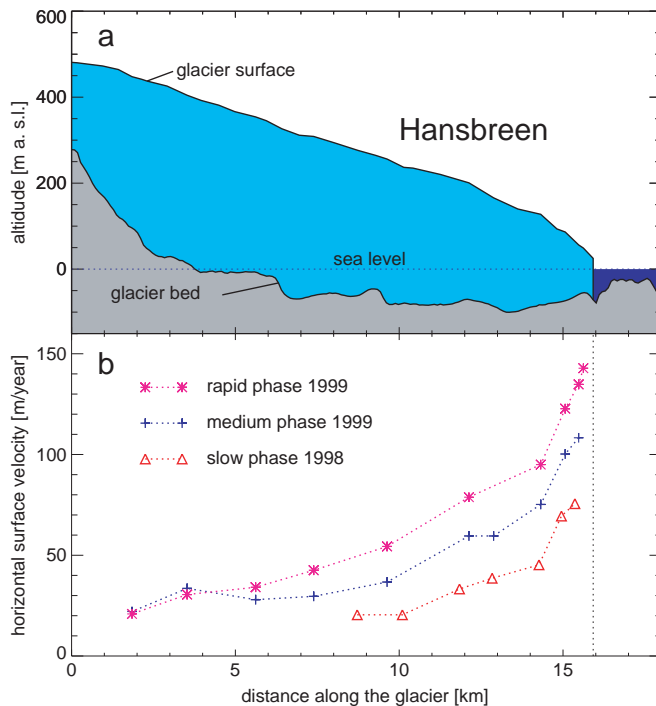 a
glacier surface
Hansbreen
sea level
glacier bed
altidude [m a. s.l.]
600
400
200
0
b
rapid phase 1999
medium phase 1999
slow phase 1998
horizontal surface velocity [m/year]
150
100
50
0
0 5 10 15
distance along the glacier [km]